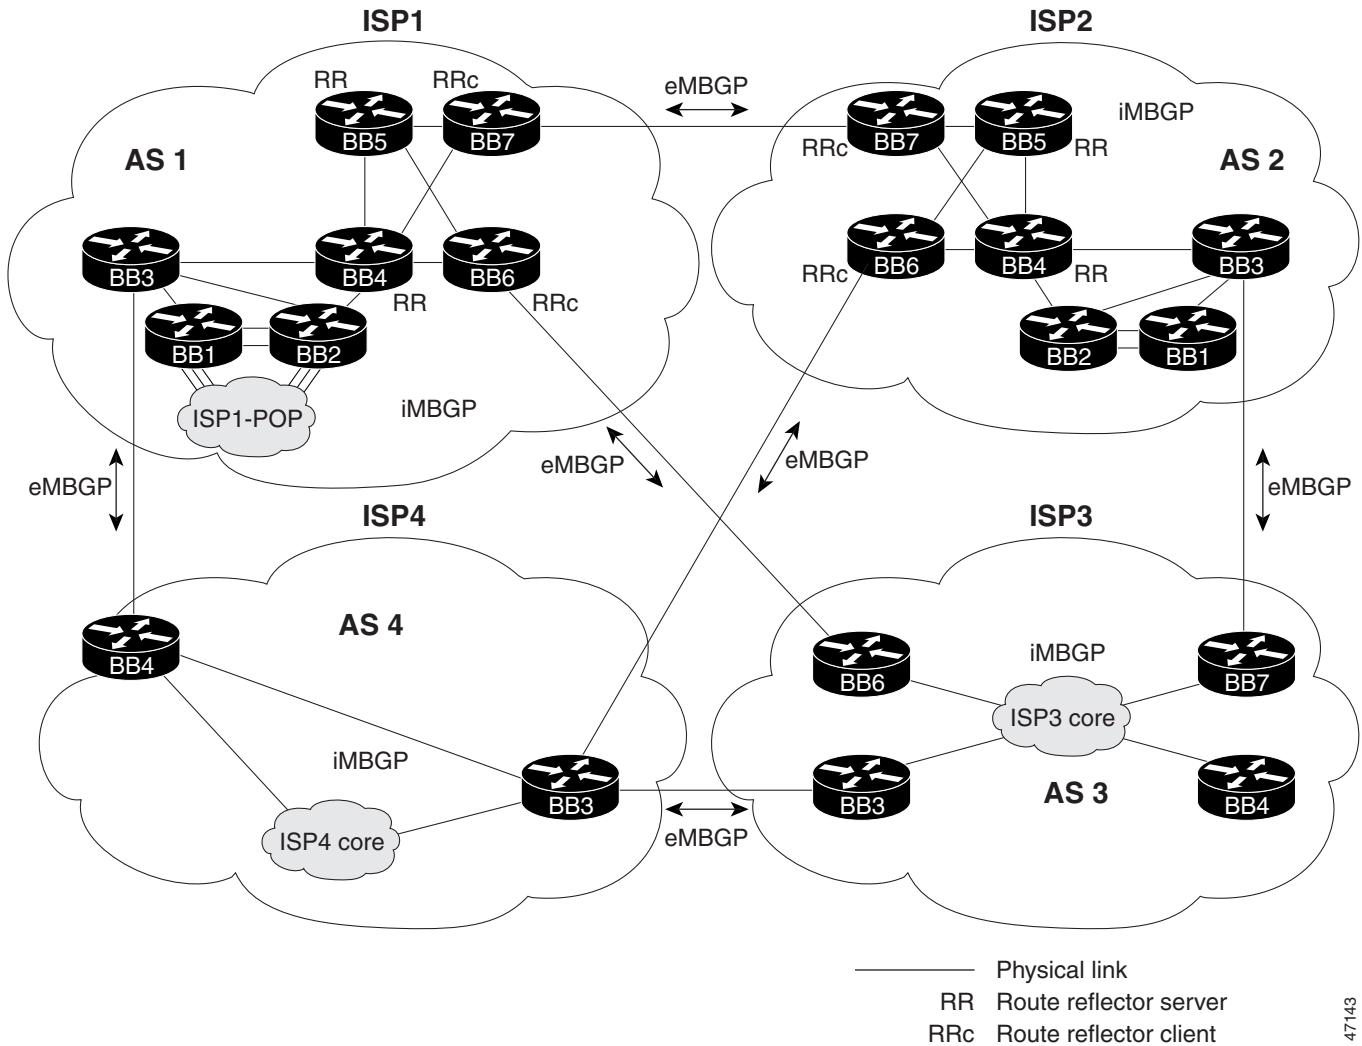 ISP1
ISP2
RR
RRc
eMBGP
iMBGP
BB5
BB7
BB7
BB5
RRc
RR
AS 1
AS 2
BB3
BB4
BB6
BB6
BB4
BB3
RR
RRc
RRc
RR
BB1
BB2
BB2
BB1
ISP1-POP
iMBGP
eMBGP
eMBGP
eMBGP
eMBGP
ISP4
ISP3
AS 4
iMBGP
BB4
BB6
BB7
ISP3 core
iMBGP
BB3
BB3
AS 3
BB4
ISP4 core
eMBGP
Physical link
RR Route reflector server
RRc Route reflector client
47143